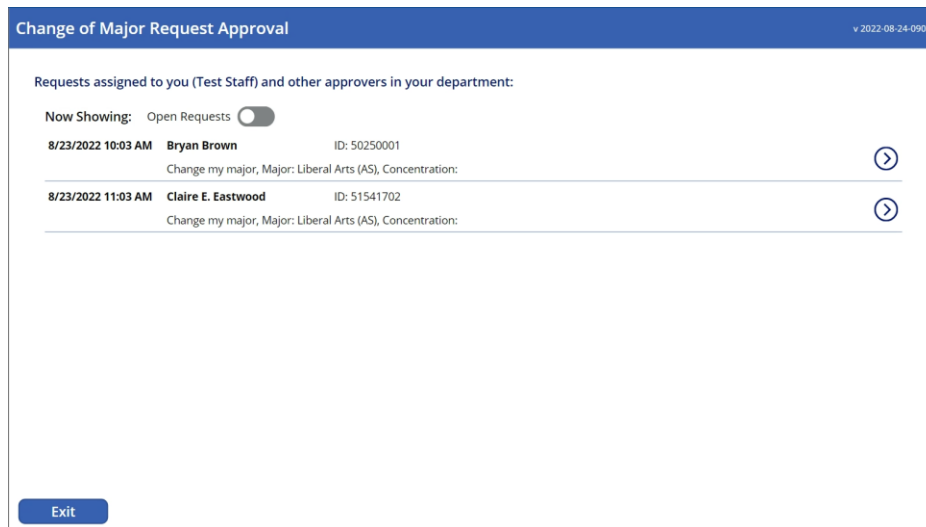 Change of Major Request Approval v 2022-08-24-090
Requests assigned to you (Test Staff) and other approvers in your department:
Now Showing: Open Requests
8/23/2022 10:03 AM Bryan Brown ID: 50250001
Change my major, Major: Liberal Arts (AS), Concentration:
8/23/2022 11:03 AM Claire E. Eastwood ID: 51541702
Change my major, Major: Liberal Arts (AS), Concentration:
Exit